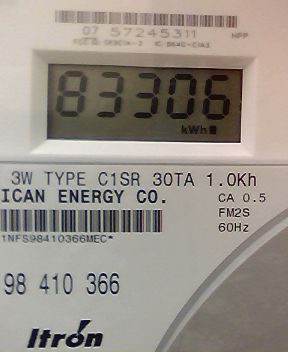 07 57245311 NPP
83306
kWh
3W TYPE C1SR 30TA 1.0Kh
ICAN ENERGY CO. CA 0.5
FM2S
60Hz
1NFS98410366MEC*
98 410 366
Itron